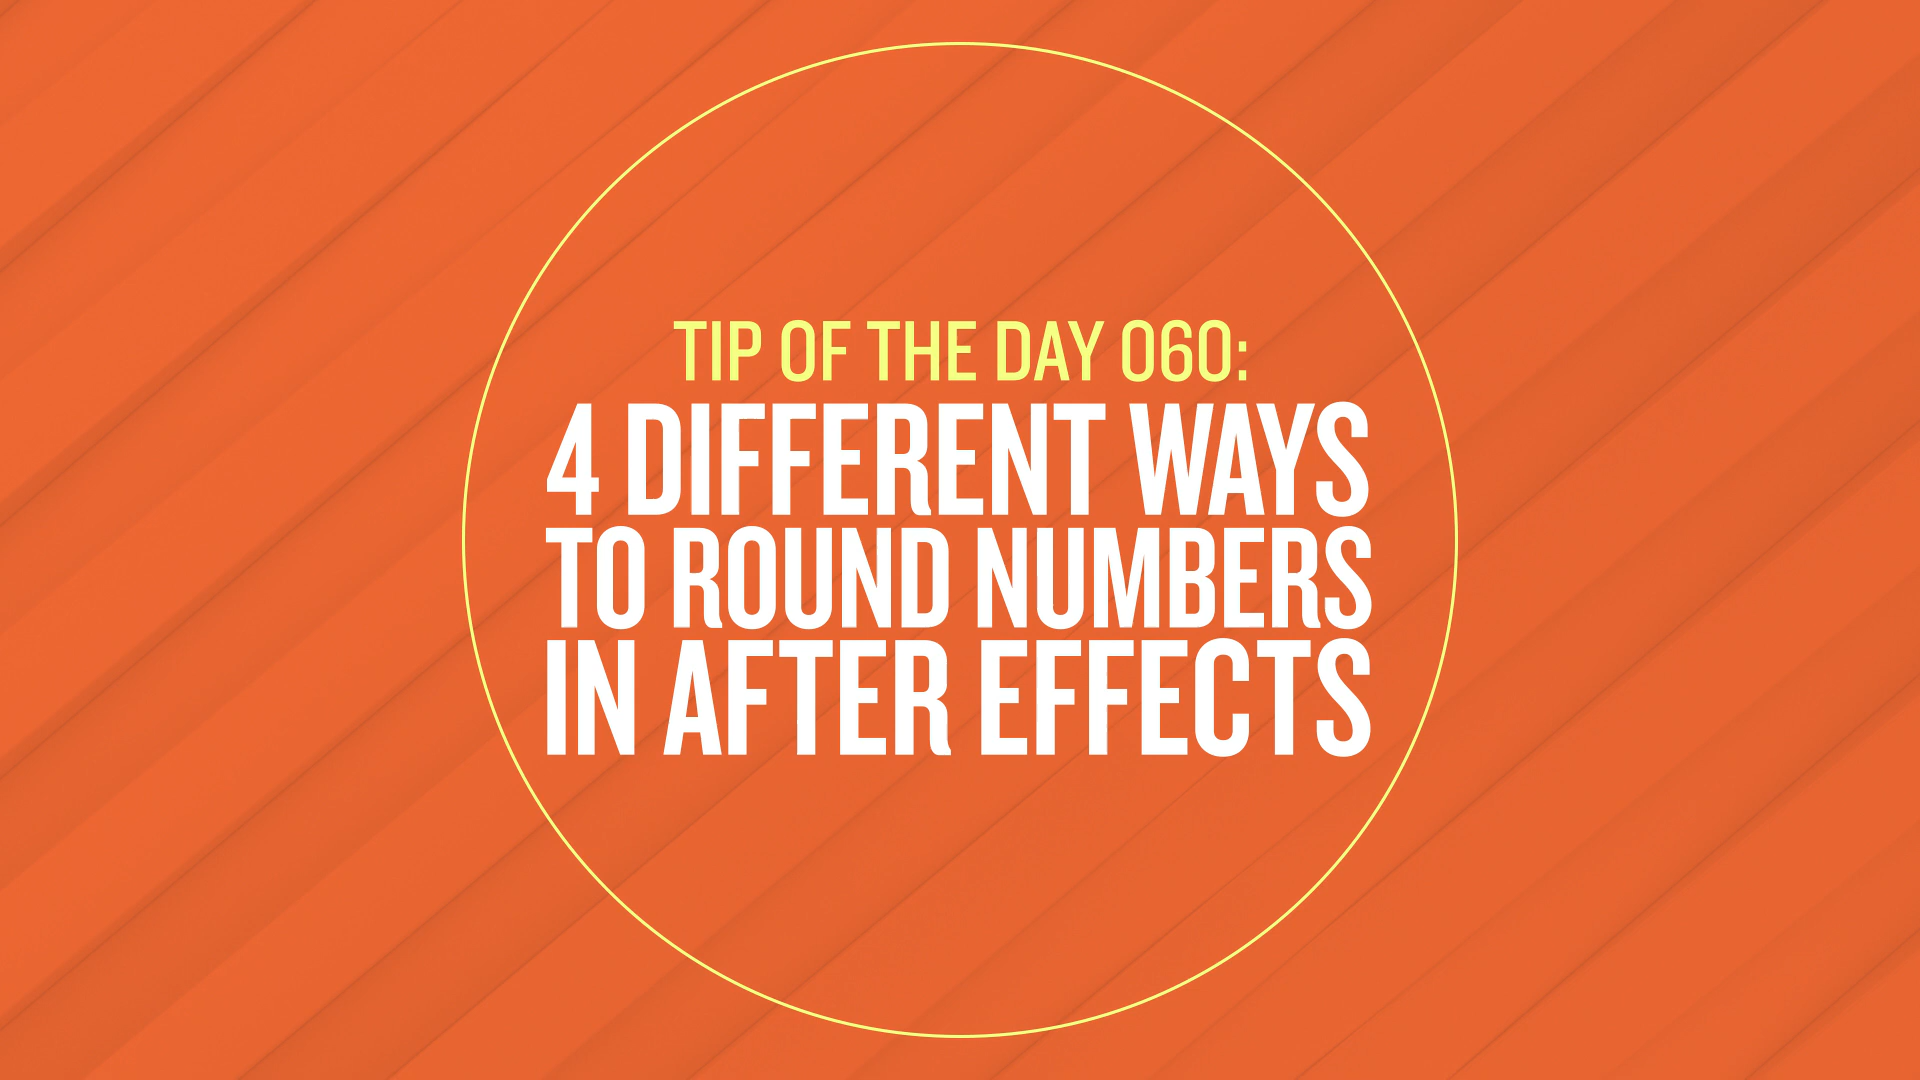 TIP OF THE DAY 060:
4 DIFFERENT WAYS
TO ROUND NUMBERS
IN AFTER EFFECTS